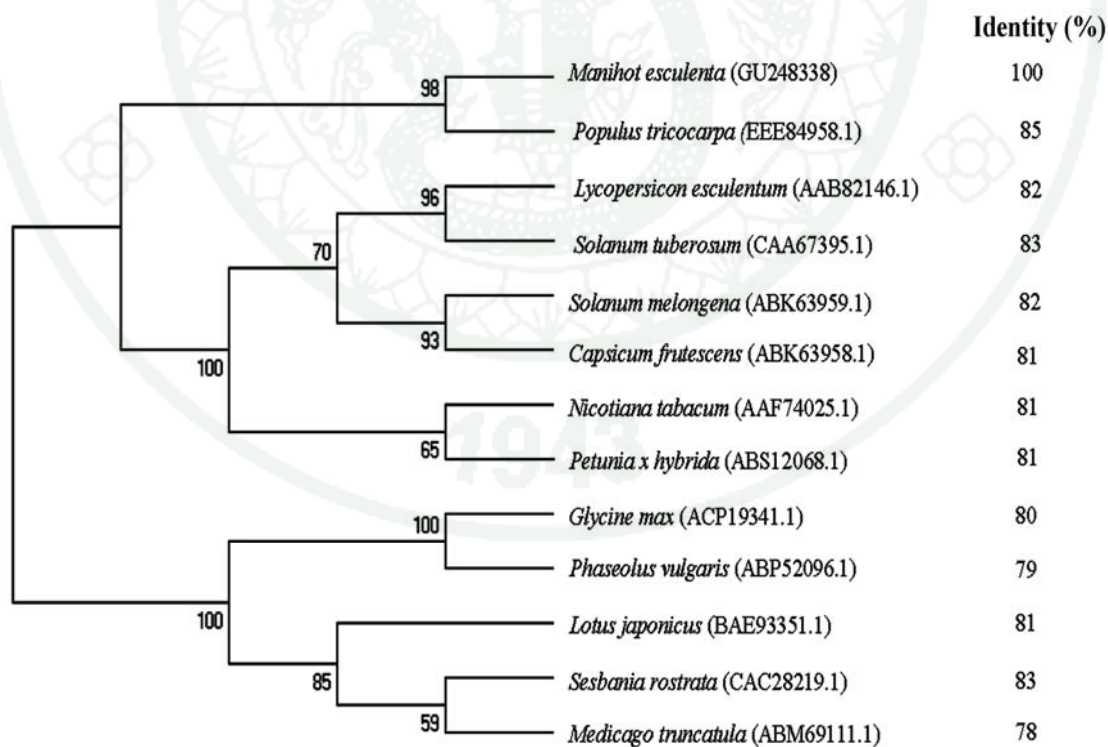 Identity (%)
98 Manihot esculenta (GU248338) 100
Populus tricocarpa (EEE84958.1) 85
96 Lycopersicon esculentum (AAB82146.1) 82
70 Solanum tuberosum (CAA67395.1) 83
Solanum melongena (ABK63959.1) 82
93 Capsicum frutescens (ABK63958.1) 81
100
Nicotiana tabacum (AAF74025.1) 81
65 Petunia x hybrida (ABS12068.1) 81
1943
100 Glycine max (ACP19341.1) 80
Phaseolus vulgaris (ABP52096.1) 79
100 Lotus japonicus (BAE93351.1) 81
85 Sesbania rostrata (CAC28219.1) 83
59 Medicago truncatula (ABM69111.1) 78